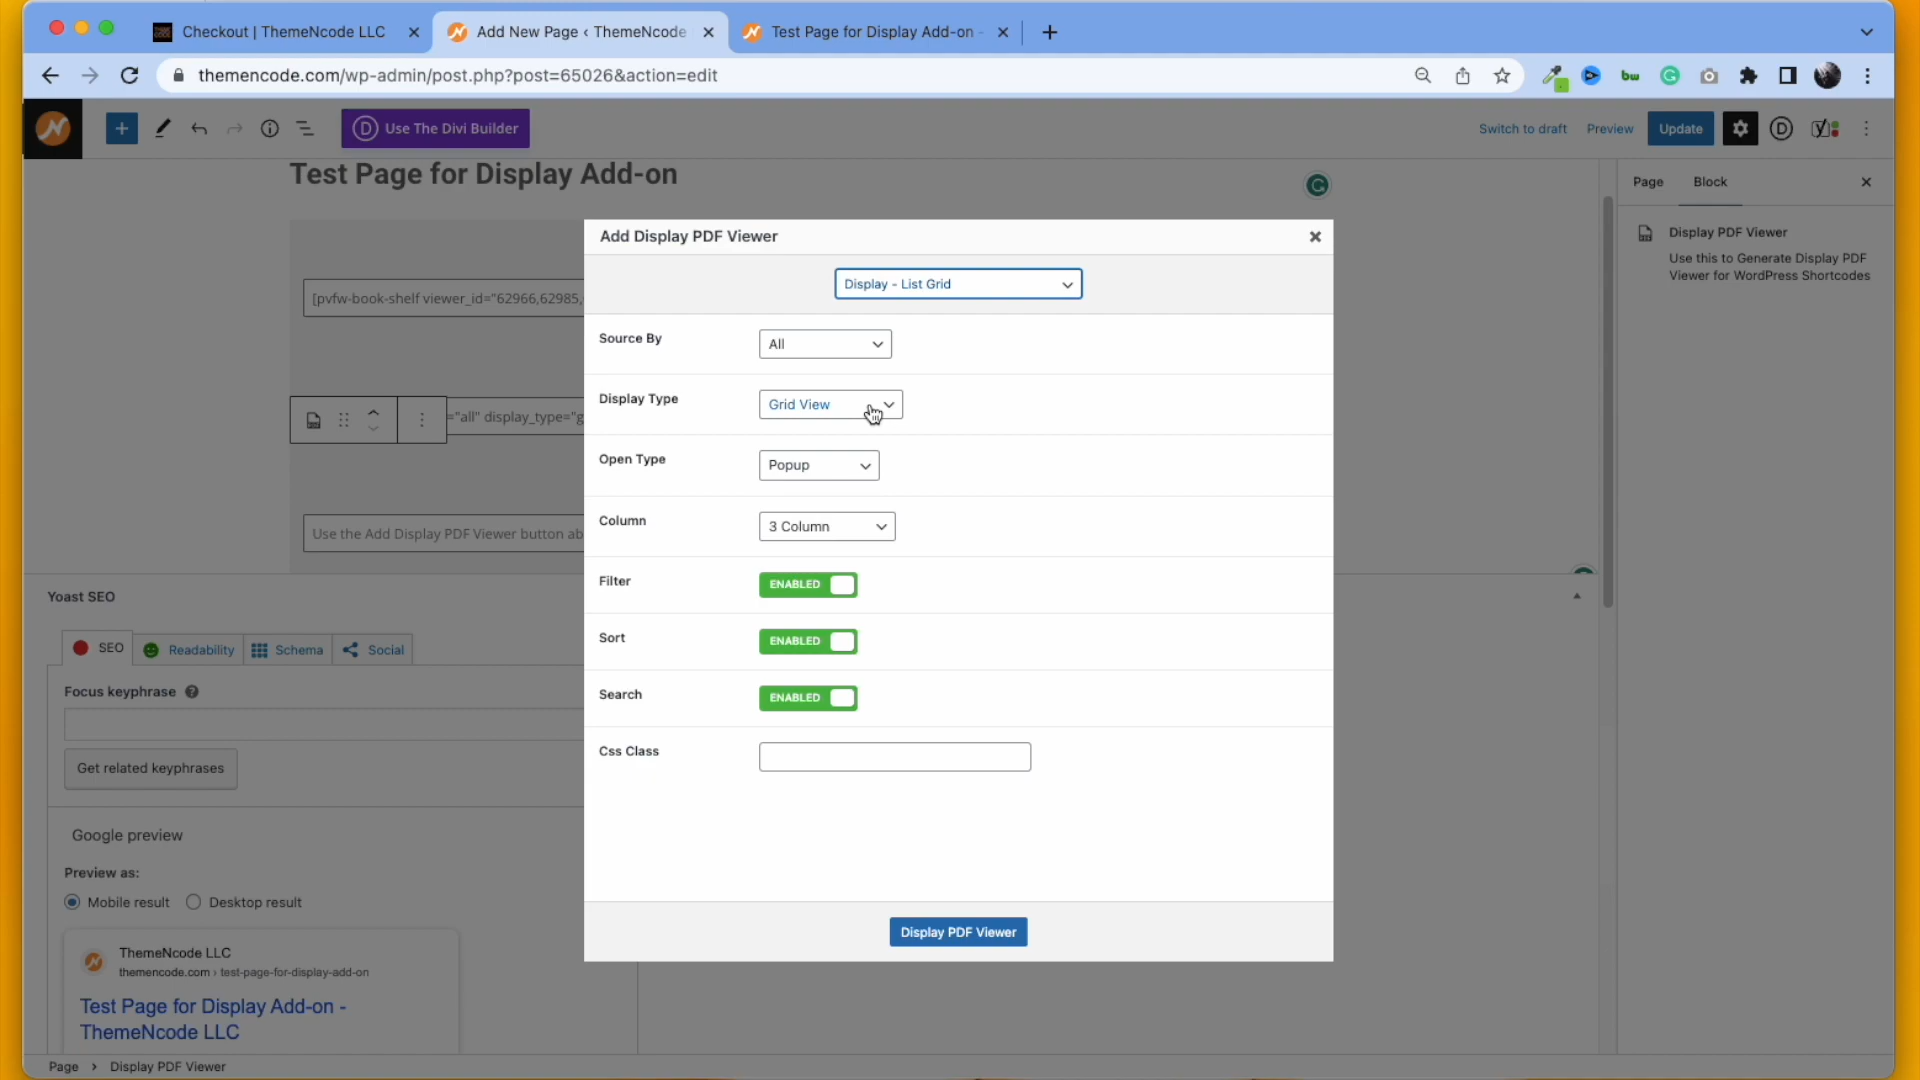 Checkout | ThemeNcode LLC
Add New Page ‹ ThemeNcode
Test Page for Display Add-on -
themencode.com/wp-admin/post.php?post=65026&action=edit
bw
Use The Divi Builder
Switch to draft
Preview
Update
Test Page for Display Add-on
Page
Block
Display PDF Viewer
Use this to Generate Display PDF
Viewer for WordPress Shortcodes
[pvfw-book-shelf viewer_id="62966,62985,
="all" display_type="g
Use the Add Display PDF Viewer button ab
Add Display PDF Viewer
Display - List Grid
Source By
All
Display Type
Grid View
Open Type
Popup
Column
3 Column
Filter
ENABLED
Sort
ENABLED
Search
ENABLED
Css Class
Display PDF Viewer
Yoast SEO
SEO
Readability
Schema
Social
Focus keyphrase
Get related keyphrases
Google preview
Preview as:
Mobile result
Desktop result
ThemeNcode LLC
themencode.com › test-page-for-display-add-on
Test Page for Display Add-on -
ThemeNcode LLC
Page › Display PDF Viewer